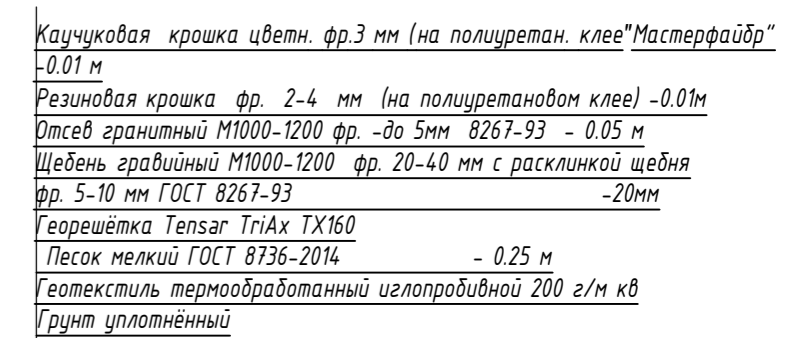 Каучуковая крошка цветн. фр.3 мм (на полиуретан. клее"Мастерфайбр"
-0.01 м
Резиновая крошка фр. 2-4 мм (на полиуретановом клее) -0.01м
Отсев гранитный М1000-1200 фр. -до 5мм 8267-93 - 0.05 м
Щебень гравийный М1000-1200 фр. 20-40 мм с расклинкой щебня
фр. 5-10 мм ГОСТ 8267-93 -20мм
Георешётка Tensar TriAx TX160
Песок мелкий ГОСТ 8736-2014 - 0.25 м
Геотекстиль термообработанный иглопробивной 200 г/м кв
Грунт уплотнённый